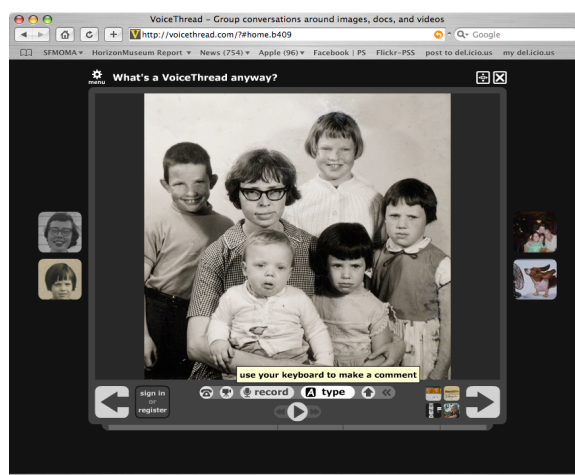 VoiceThread – Group conversations around images, docs, and videos
http://voicethread.com/?#home.b409
Google
SFMOMA HorizonMuseum Report News (754) Apple (96) Facebook | PS Flickr-PSS post to del.icio.us my del.icio.us
menu
What's a VoiceThread anyway?
use your keyboard to make a comment
sign in
or
register
record
A type